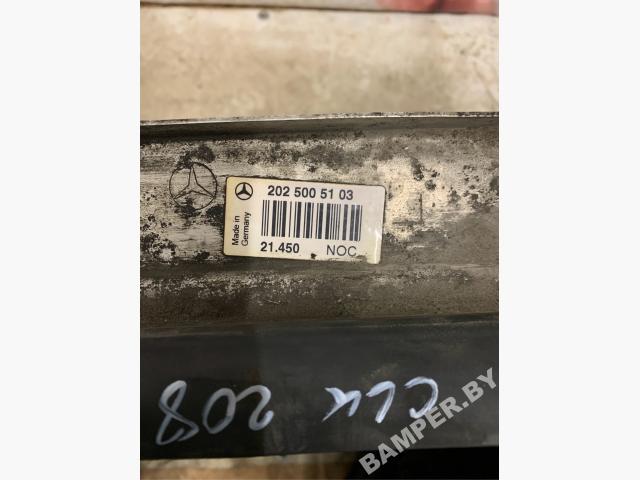 202 500 51 03
Made in
Germany
21.450 NOC
CLK 208
BAMPER.BY